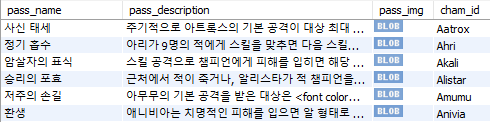 pass_name pass_description pass_img cham_id
사신 태세 주기적으로 아트록스의 기본 공격이 대상 최대 ... BLOB Aatrox
정기 흡수 아리가 9명의 적에게 스킬을 맞추면 다음 스킬... BLOB Ahri
암살자의 표식 스킬 공격으로 챔피언에게 피해를 입히면 해당 ... BLOB Akali
승리의 포효 근처에서 적이 죽거나, 알리스타가 적 챔피언을... BLOB Alistar
저주의 손길 아무무의 기본 공격을 받은 대상은 <font color... BLOB Amumu
환생 애니비아는 치명적인 피해를 입으면 알 형태로 ... BLOB Anivia